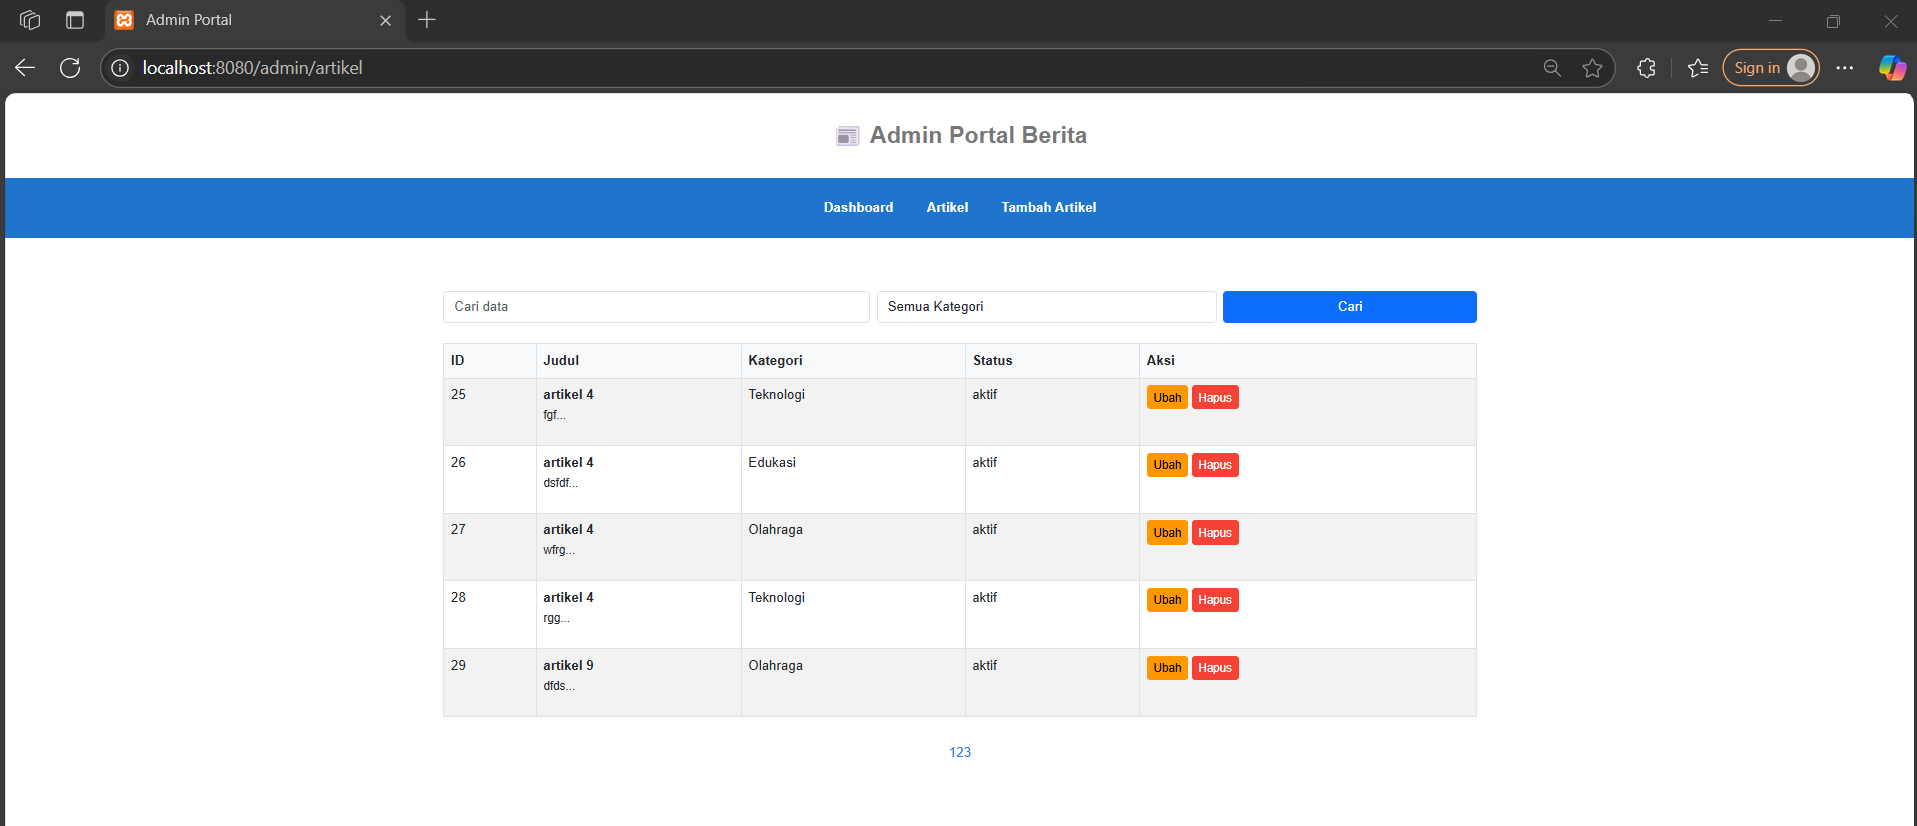 Admin Portal
localhost:8080/admin/artikel
Sign in
Admin Portal Berita
Dashboard Artikel Tambah Artikel
Cari data Semua Kategori Cari
ID Judul Kategori Status Aksi
25 artikel 4 Teknologi aktif Ubah Hapus
fgf...
26 artikel 4 Edukasi aktif Ubah Hapus
dsfdf...
27 artikel 4 Olahraga aktif Ubah Hapus
wfrg...
28 artikel 4 Teknologi aktif Ubah Hapus
rgg...
29 artikel 9 Olahraga aktif Ubah Hapus
dfds...
123